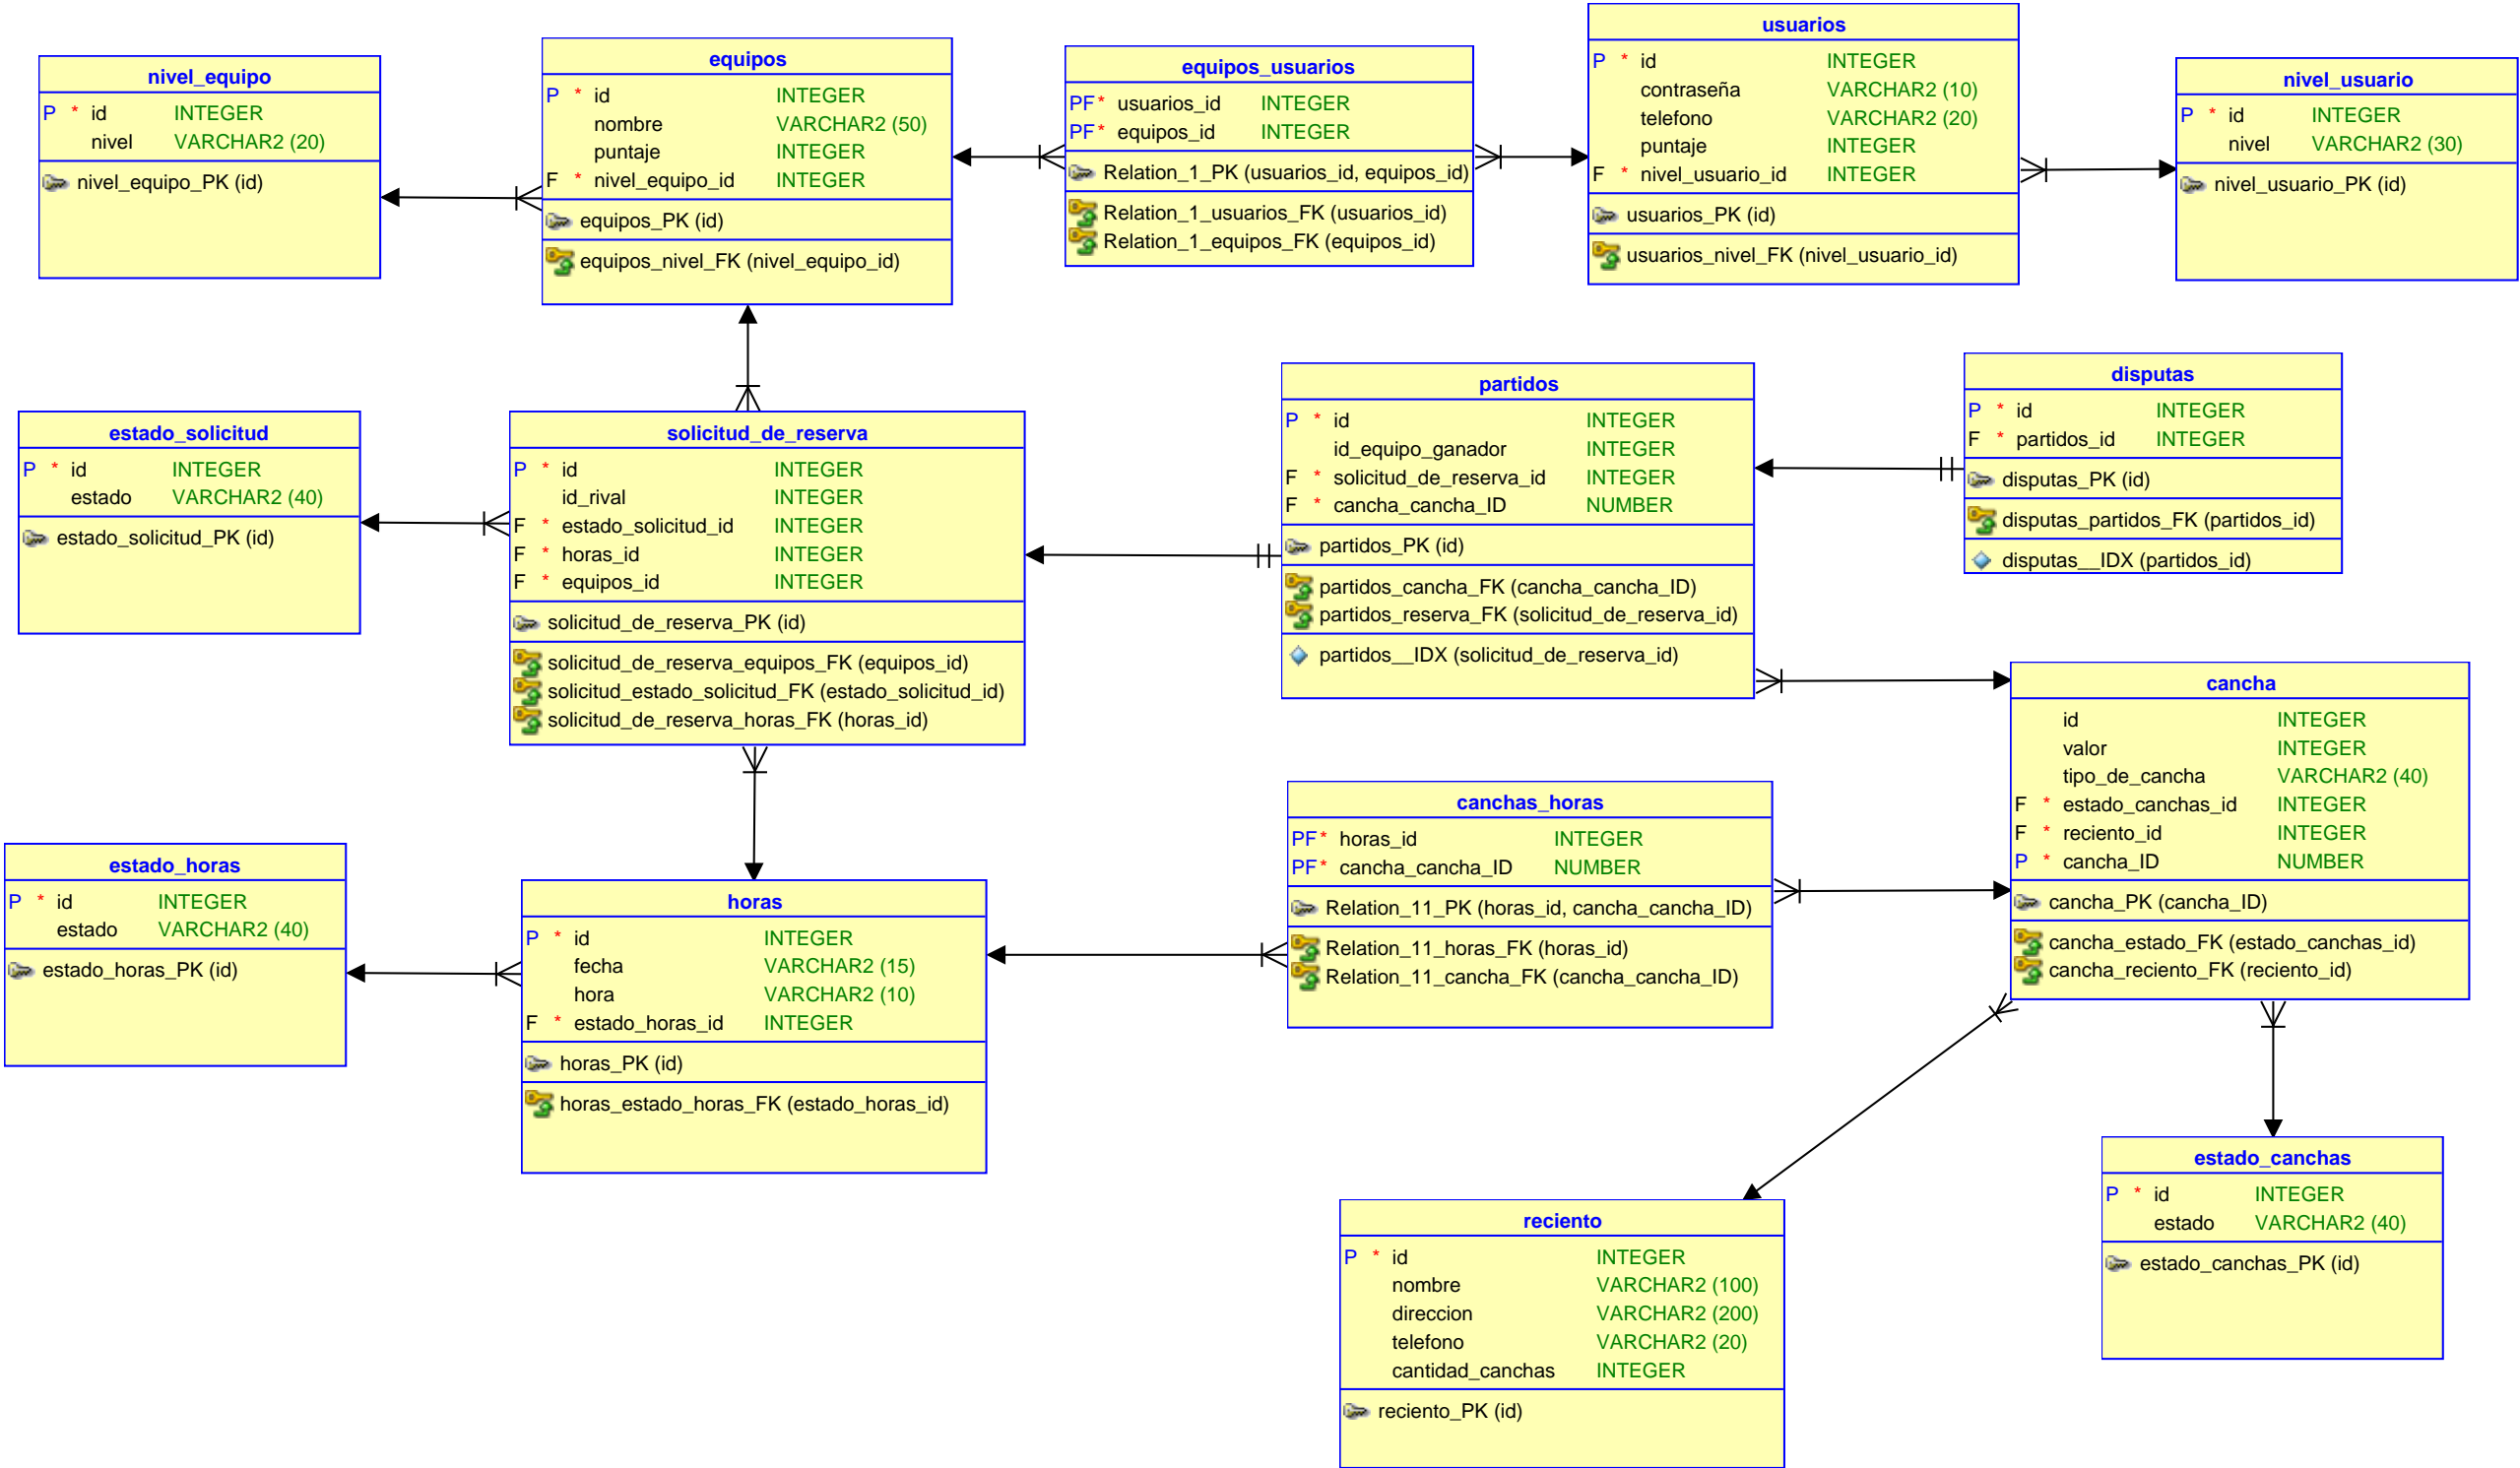 nivel_equipo
P * id INTEGER
nivel VARCHAR2 (20)
nivel_equipo_PK (id)
equipos
P * id INTEGER
nombre VARCHAR2 (50)
puntaje INTEGER
F * nivel_equipo_id INTEGER
equipos_PK (id)
equipos_nivel_FK (nivel_equipo_id)
equipos_usuarios
PF* usuarios_id INTEGER
PF* equipos_id INTEGER
Relation_1_PK (usuarios_id, equipos_id)
Relation_1_usuarios_FK (usuarios_id)
Relation_1_equipos_FK (equipos_id)
usuarios
P * id INTEGER
contraseña VARCHAR2 (10)
telefono VARCHAR2 (20)
puntaje INTEGER
F * nivel_usuario_id INTEGER
usuarios_PK (id)
usuarios_nivel_FK (nivel_usuario_id)
nivel_usuario
P * id INTEGER
nivel VARCHAR2 (30)
nivel_usuario_PK (id)
estado_solicitud
P * id INTEGER
estado VARCHAR2 (40)
estado_solicitud_PK (id)
solicitud_de_reserva
P * id INTEGER
id_rival INTEGER
F * estado_solicitud_id INTEGER
F * horas_id INTEGER
F * equipos_id INTEGER
solicitud_de_reserva_PK (id)
solicitud_de_reserva_equipos_FK (equipos_id)
solicitud_estado_solicitud_FK (estado_solicitud_id)
solicitud_de_reserva_horas_FK (horas_id)
partidos
P * id INTEGER
id_equipo_ganador INTEGER
F * solicitud_de_reserva_id INTEGER
F * cancha_cancha_ID NUMBER
partidos_PK (id)
partidos_cancha_FK (cancha_cancha_ID)
partidos_reserva_FK (solicitud_de_reserva_id)
partidos__IDX (solicitud_de_reserva_id)
disputas
P * id INTEGER
F * partidos_id INTEGER
disputas_PK (id)
disputas_partidos_FK (partidos_id)
disputas__IDX (partidos_id)
cancha
id INTEGER
valor INTEGER
tipo_de_cancha VARCHAR2 (40)
F * estado_canchas_id INTEGER
F * reciento_id INTEGER
P * cancha_ID NUMBER
cancha_PK (cancha_ID)
cancha_estado_FK (estado_canchas_id)
cancha_reciento_FK (reciento_id)
estado_horas
P * id INTEGER
estado VARCHAR2 (40)
estado_horas_PK (id)
horas
P * id INTEGER
fecha VARCHAR2 (15)
hora VARCHAR2 (10)
F * estado_horas_id INTEGER
horas_PK (id)
horas_estado_horas_FK (estado_horas_id)
canchas_horas
PF* horas_id INTEGER
PF* cancha_cancha_ID NUMBER
Relation_11_PK (horas_id, cancha_cancha_ID)
Relation_11_horas_FK (horas_id)
Relation_11_cancha_FK (cancha_cancha_ID)
reciento
P * id INTEGER
nombre VARCHAR2 (100)
direccion VARCHAR2 (200)
telefono VARCHAR2 (20)
cantidad_canchas INTEGER
reciento_PK (id)
estado_canchas
P * id INTEGER
estado VARCHAR2 (40)
estado_canchas_PK (id)